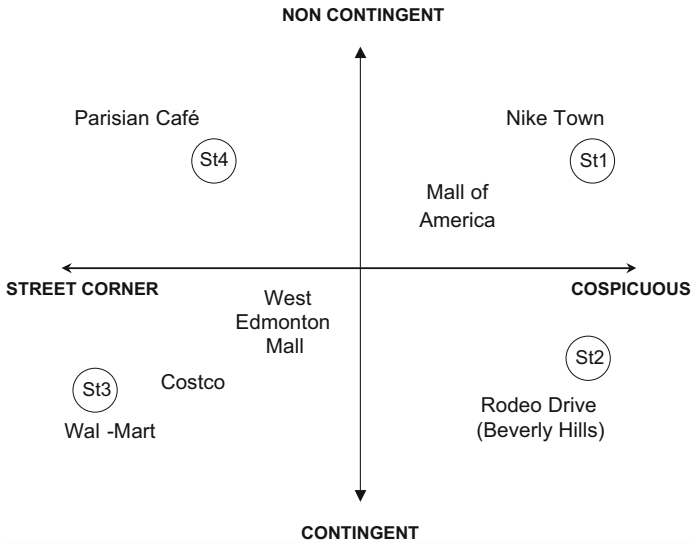 NON CONTINGENT
Parisian Café
Nike Town
St4
St1
Mall of
America
STREET CORNER
COSPICUOUS
West
Edmonton
Mall
St2
St3
Costco
Rodeo Drive
(Beverly Hills)
Wal -Mart
CONTINGENT